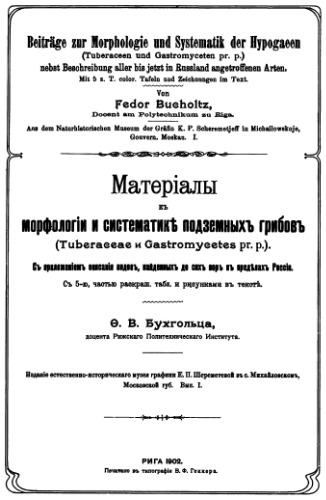 Beiträge zur Morphologie und Systematik der Hypogaeen
(Tuberaceen und Gastromyceten pr. p.)
nebst Beschreibung aller bis jetzt in Russland angetroffenen Arten.
Mit 5 z. T. color. Tafeln und Zeichnungen im Text.
Von
Fedor Bucholtz,
Docent am Polytechnikum zu Riga.
Aus dem Naturhistorischen Museum der Gräfin K. P. Scheremetjeff in Michailowskoje,
Gouvern. Moskau. I
Матеріалы
къ
морфологіи и систематикѣ подземныхъ грибовъ
(Tuberaceae и Gastromycetes pr. p.).
Съ приложеніемъ описанія видовъ, найденныхъ до сихъ поръ въ предѣлахъ Россіи.
Съ 5-ю, частью раскраш. табл. и рисунками въ текстѣ.
Ѳ. В. Бухгольца,
доцента Рижскаго Политехническаго Института.
Изданіе естественно-историческаго музея графини Е. П. Шереметевой въ с. Михайловскомъ,
Московской губ. Вып. I.
РИГА 1902.
Печатано въ типографіи В. Ф. Геккера.